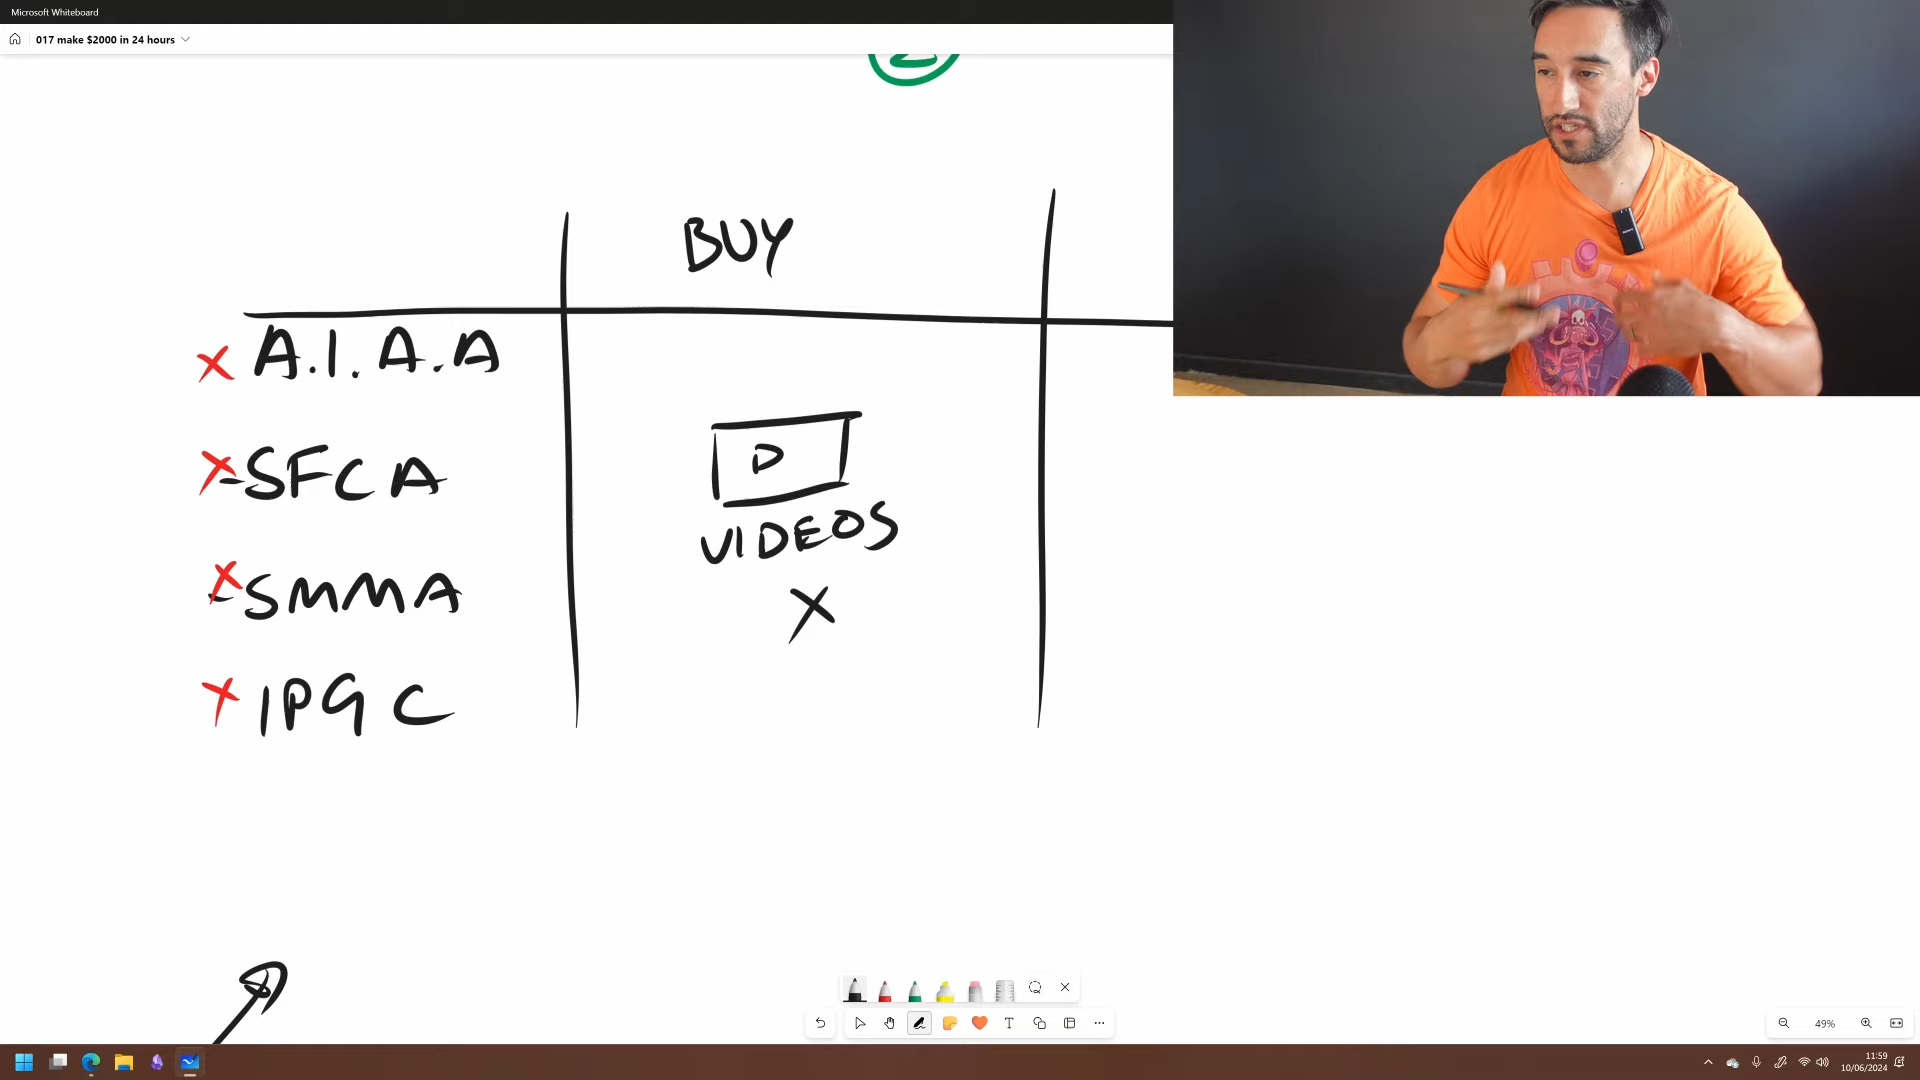 Microsoft Whiteboard
017 make $2000 in 24 hours
2
BUY
X A.I.A.A
X -SFCA
D
VIDEOS
X
X -SMMA
X IPGC
49%
11:59
10/06/2024